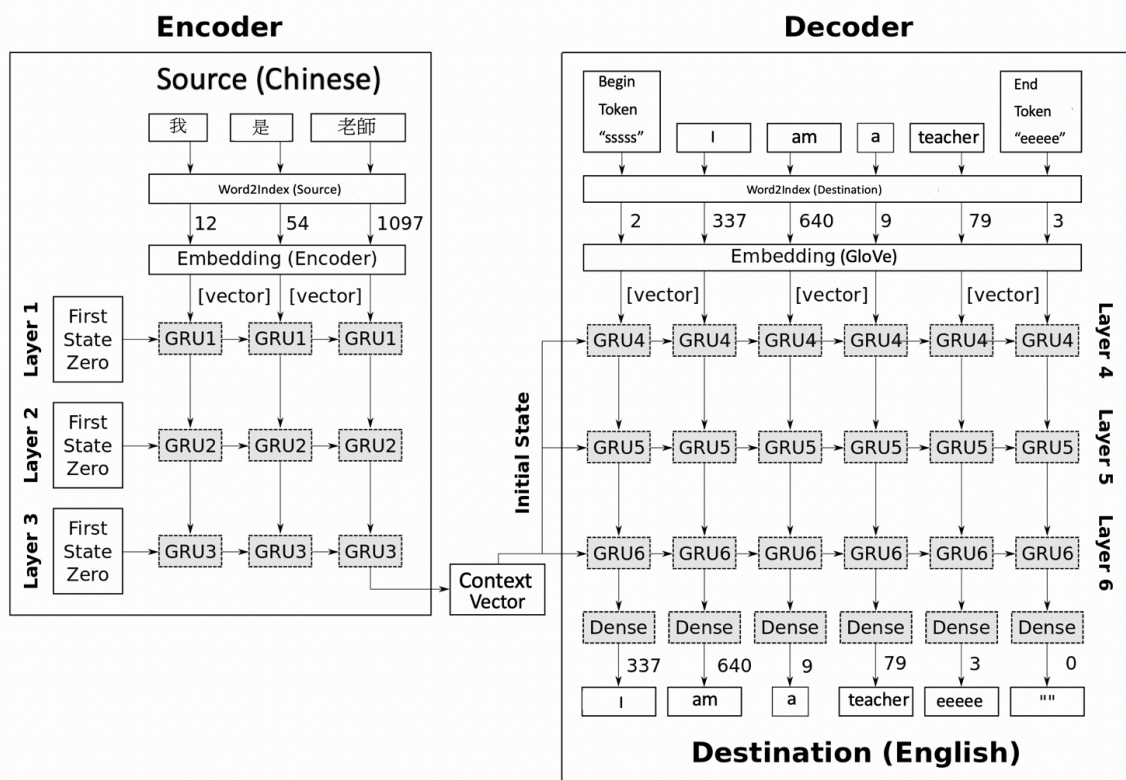 Encoder
Source (Chinese)
我 是 老師
Word2Index (Source)
12 54 1097
Embedding (Encoder)
[vector] [vector]
Layer 1
First
State
Zero
GRU1 GRU1 GRU1
Layer 2
First
State
Zero
GRU2 GRU2 GRU2
Layer 3
First
State
Zero
GRU3 GRU3 GRU3
Context
Vector
Initial State
Decoder
Begin
Token
“sssss”
I am a teacher
End
Token
“eeeee”
Word2Index (Destination)
2 337 640 9 79 3
Embedding (GloVe)
[vector] [vector] [vector]
GRU4 GRU4 GRU4 GRU4 GRU4 GRU4
Layer 4
GRU5 GRU5 GRU5 GRU5 GRU5 GRU5
Layer 5
GRU6 GRU6 GRU6 GRU6 GRU6 GRU6
Layer 6
Dense Dense Dense Dense Dense Dense
337 640 9 79 3 0
I am a teacher eeeee ""
Destination (English)